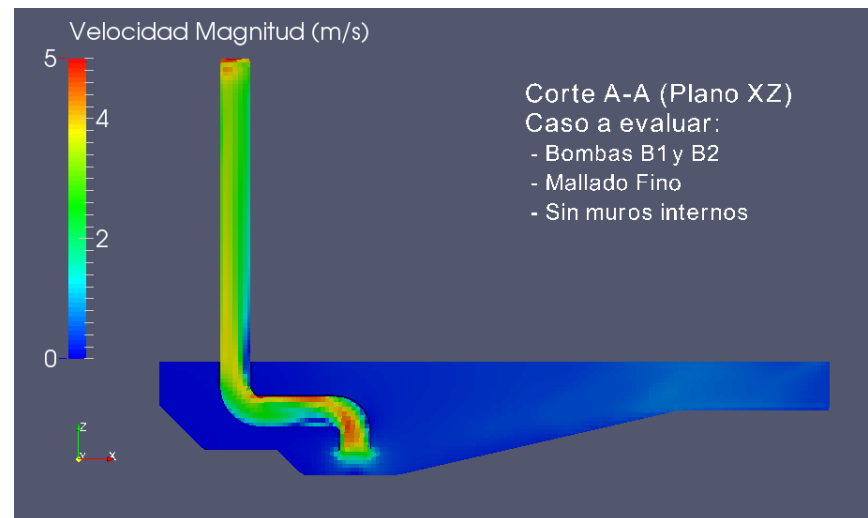 Velocidad Magnitud (m/s)
5
4
2
0
Corte A-A (Plano XZ)
Caso a evaluar:
- Bombas B1 y B2
- Mallado Fino
- Sin muros internos
Z
Y
X